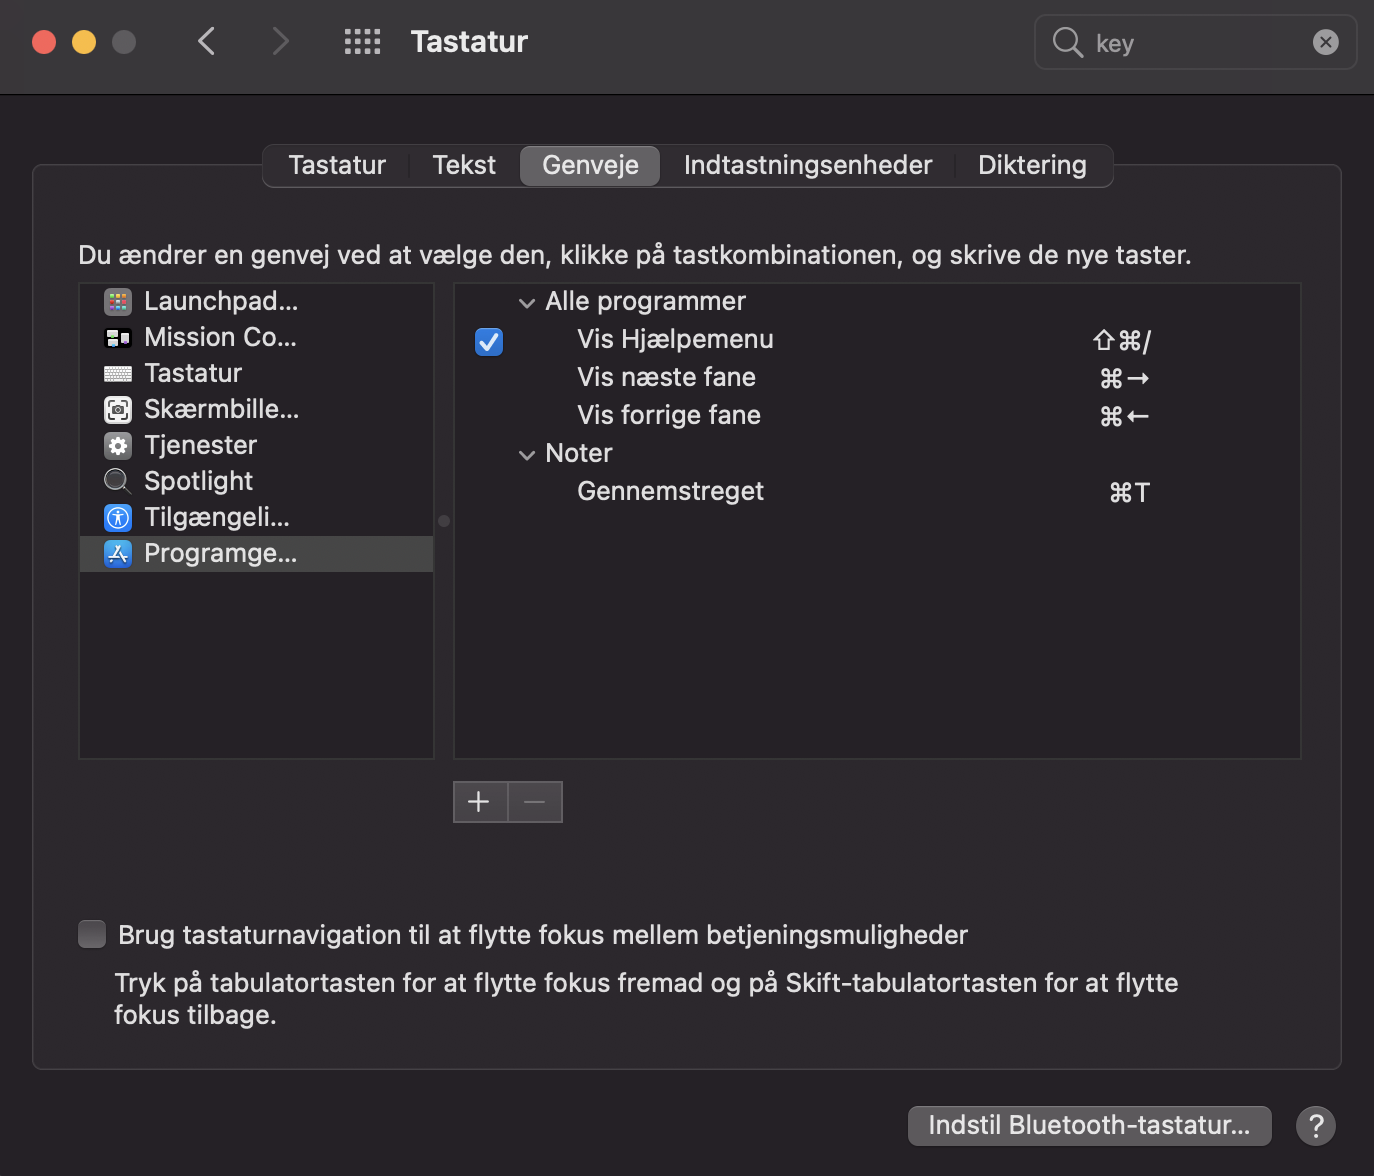 Tastatur
key
Tastatur Tekst Genveje Indtastningsenheder Diktering
Du ændrer en genvej ved at vælge den, klikke på tastkombinationen, og skrive de nye taster.
Launchpad...
Mission Co...
Tastatur
Skærmbille...
Tjenester
Spotlight
Tilgængeli...
Programge...
Alle programmer
Vis Hjælpemenu ⇧⌘/
Vis næste fane ⌘→
Vis forrige fane ⌘←
Noter
Gennemstreget ⌘T
Brug tastaturnavigation til at flytte fokus mellem betjeningsmuligheder
Tryk på tabulatortasten for at flytte fokus fremad og på Skift-tabulatortasten for at flytte
fokus tilbage.
Indstil Bluetooth-tastatur... ?